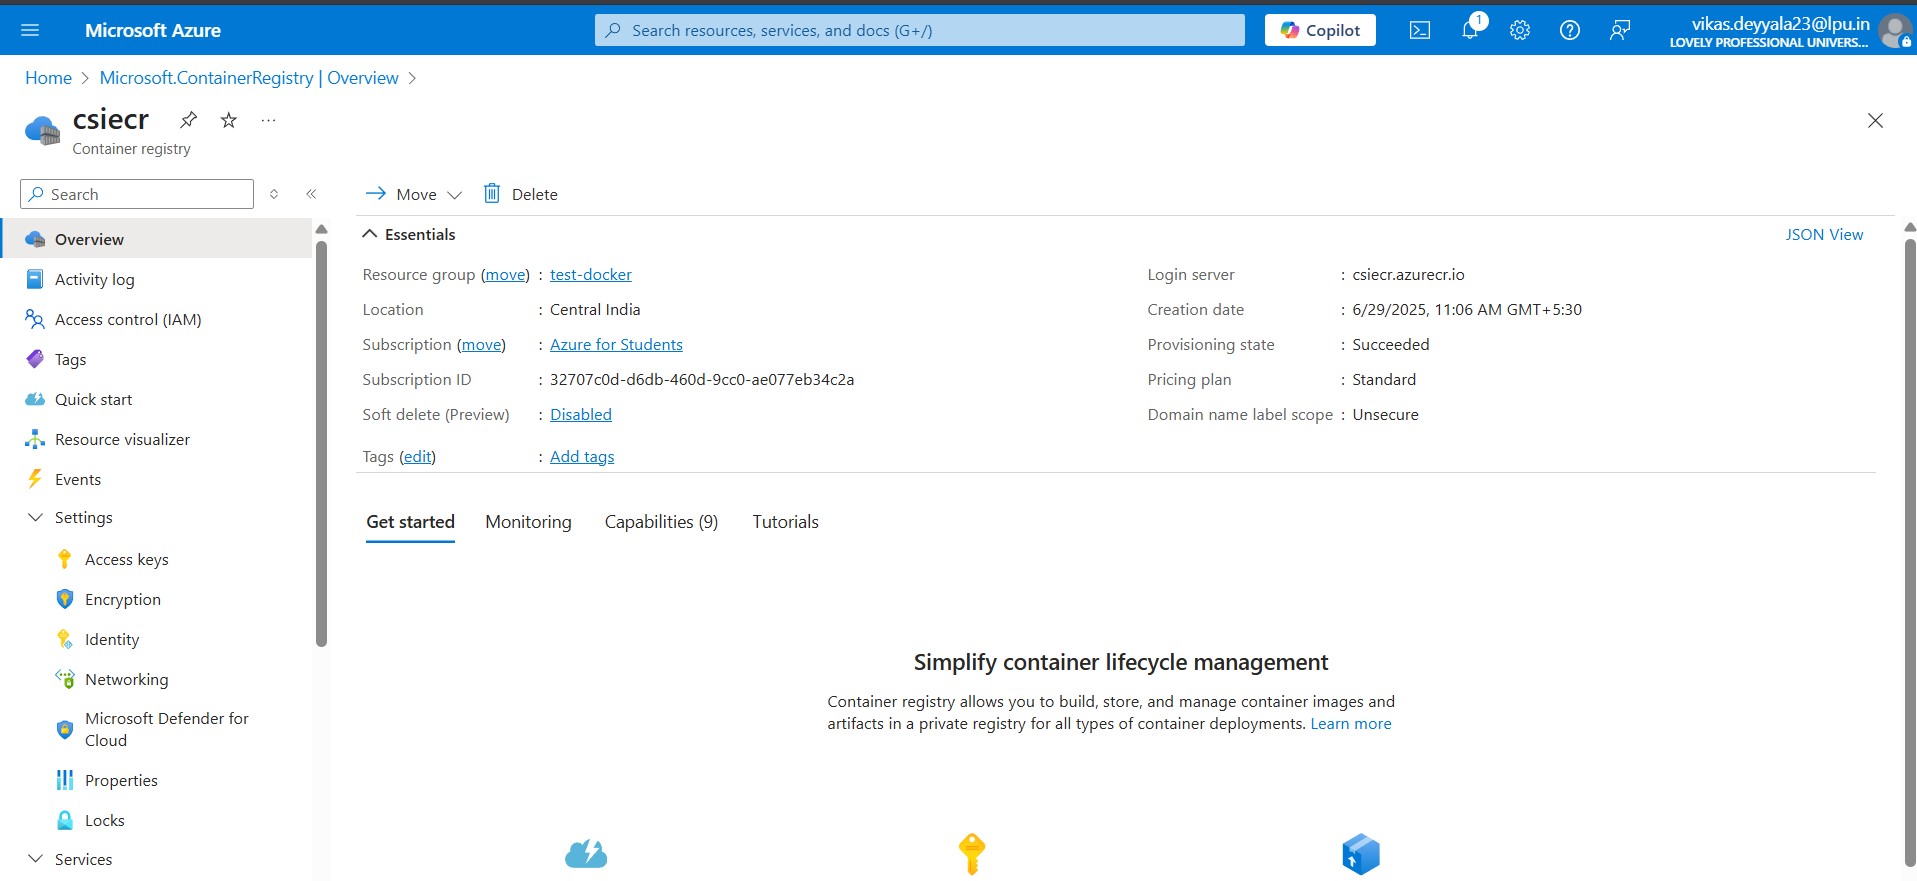 Microsoft Azure
Search resources, services, and docs (G+/)
Copilot
1
vikas.deyyala23@lpu.in
LOVELY PROFESSIONAL UNIVERS...
Home > Microsoft.ContainerRegistry | Overview >
csiecr
...
Container registry
Search
Move
Delete
Overview
Activity log
Access control (IAM)
Tags
Quick start
Resource visualizer
Events
Settings
Access keys
Encryption
Identity
Networking
Microsoft Defender for
Cloud
Properties
Locks
Services
Essentials
JSON View
Resource group (move) : test-docker
Location : Central India
Subscription (move) : Azure for Students
Subscription ID : 32707c0d-d6db-460d-9cc0-ae077eb34c2a
Soft delete (Preview) : Disabled
Tags (edit) : Add tags
Login server : csiecr.azurecr.io
Creation date : 6/29/2025, 11:06 AM GMT+5:30
Provisioning state : Succeeded
Pricing plan : Standard
Domain name label scope : Unsecure
Get started Monitoring Capabilities (9) Tutorials
Simplify container lifecycle management
Container registry allows you to build, store, and manage container images and
artifacts in a private registry for all types of container deployments. Learn more